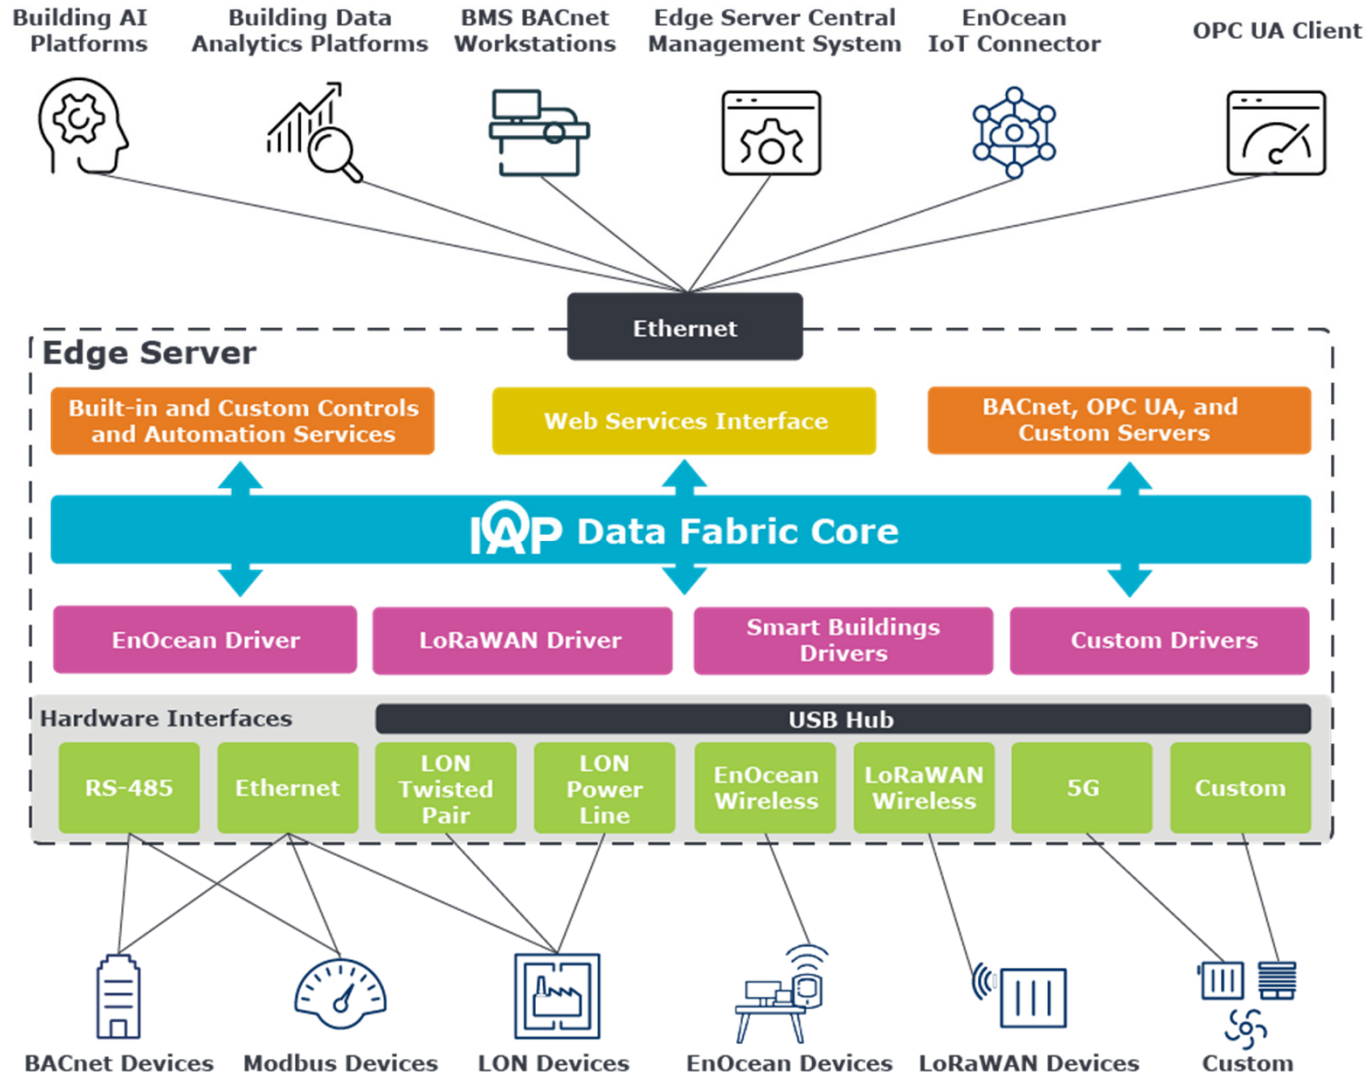 Building AI
Platforms
Building Data
Analytics Platforms
BMS BACnet
Workstations
Edge Server Central
Management System
EnOcean
IoT Connector
OPC UA Client
Ethernet
Edge Server
Built-in and Custom Controls
and Automation Services
Web Services Interface
BACnet, OPC UA, and
Custom Servers
IAP Data Fabric Core
EnOcean Driver
LoRaWAN Driver
Smart Buildings
Drivers
Custom Drivers
Hardware Interfaces
USB Hub
RS-485
Ethernet
LON
Twisted
Pair
LON
Power
Line
EnOcean
Wireless
LoRaWAN
Wireless
5G
Custom
BACnet Devices
Modbus Devices
LON Devices
EnOcean Devices
LoRaWAN Devices
Custom